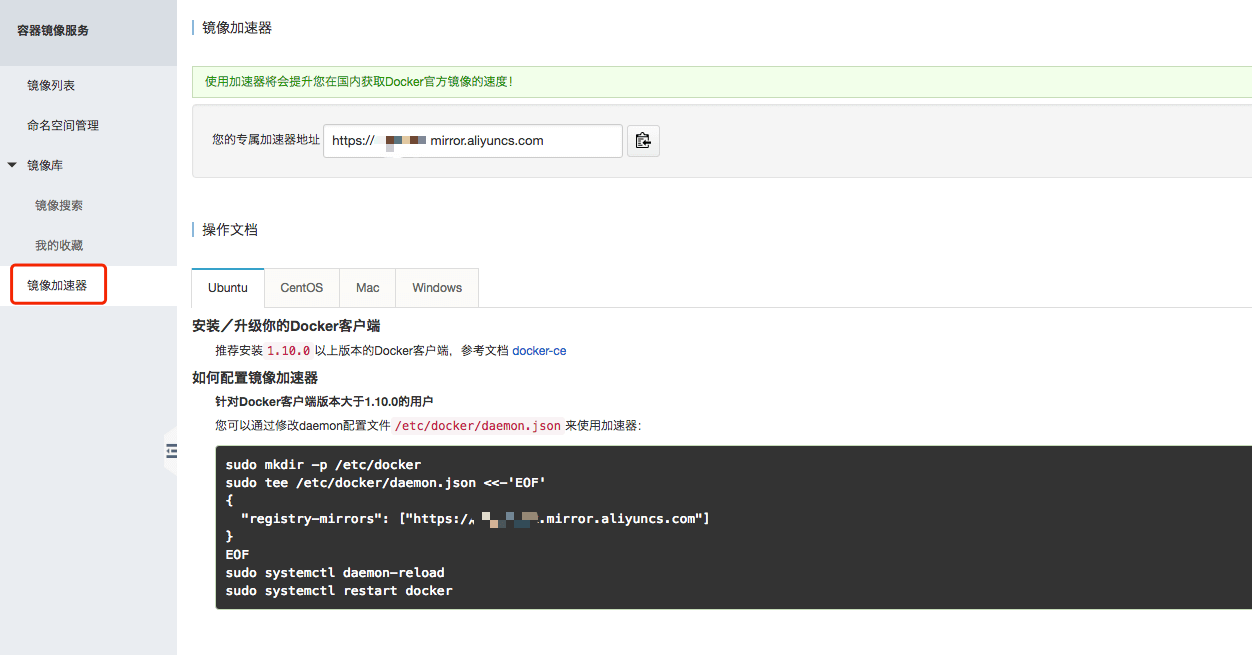 容器镜像服务
镜像列表
命名空间管理
镜像库
镜像搜索
我的收藏
镜像加速器
镜像加速器
使用加速器将会提升您在国内获取Docker官方镜像的速度！
您的专属加速器地址 https:// mirror.aliyuncs.com
操作文档
Ubuntu CentOS Mac Windows
安装／升级你的Docker客户端
推荐安装 1.10.0 以上版本的Docker客户端，参考文档 docker-ce
如何配置镜像加速器
针对Docker客户端版本大于1.10.0的用户
您可以通过修改daemon配置文件 /etc/docker/daemon.json 来使用加速器：
sudo mkdir -p /etc/docker
sudo tee /etc/docker/daemon.json <<-'EOF'
{
  "registry-mirrors": ["https:// .mirror.aliyuncs.com"]
}
EOF
sudo systemctl daemon-reload
sudo systemctl restart docker